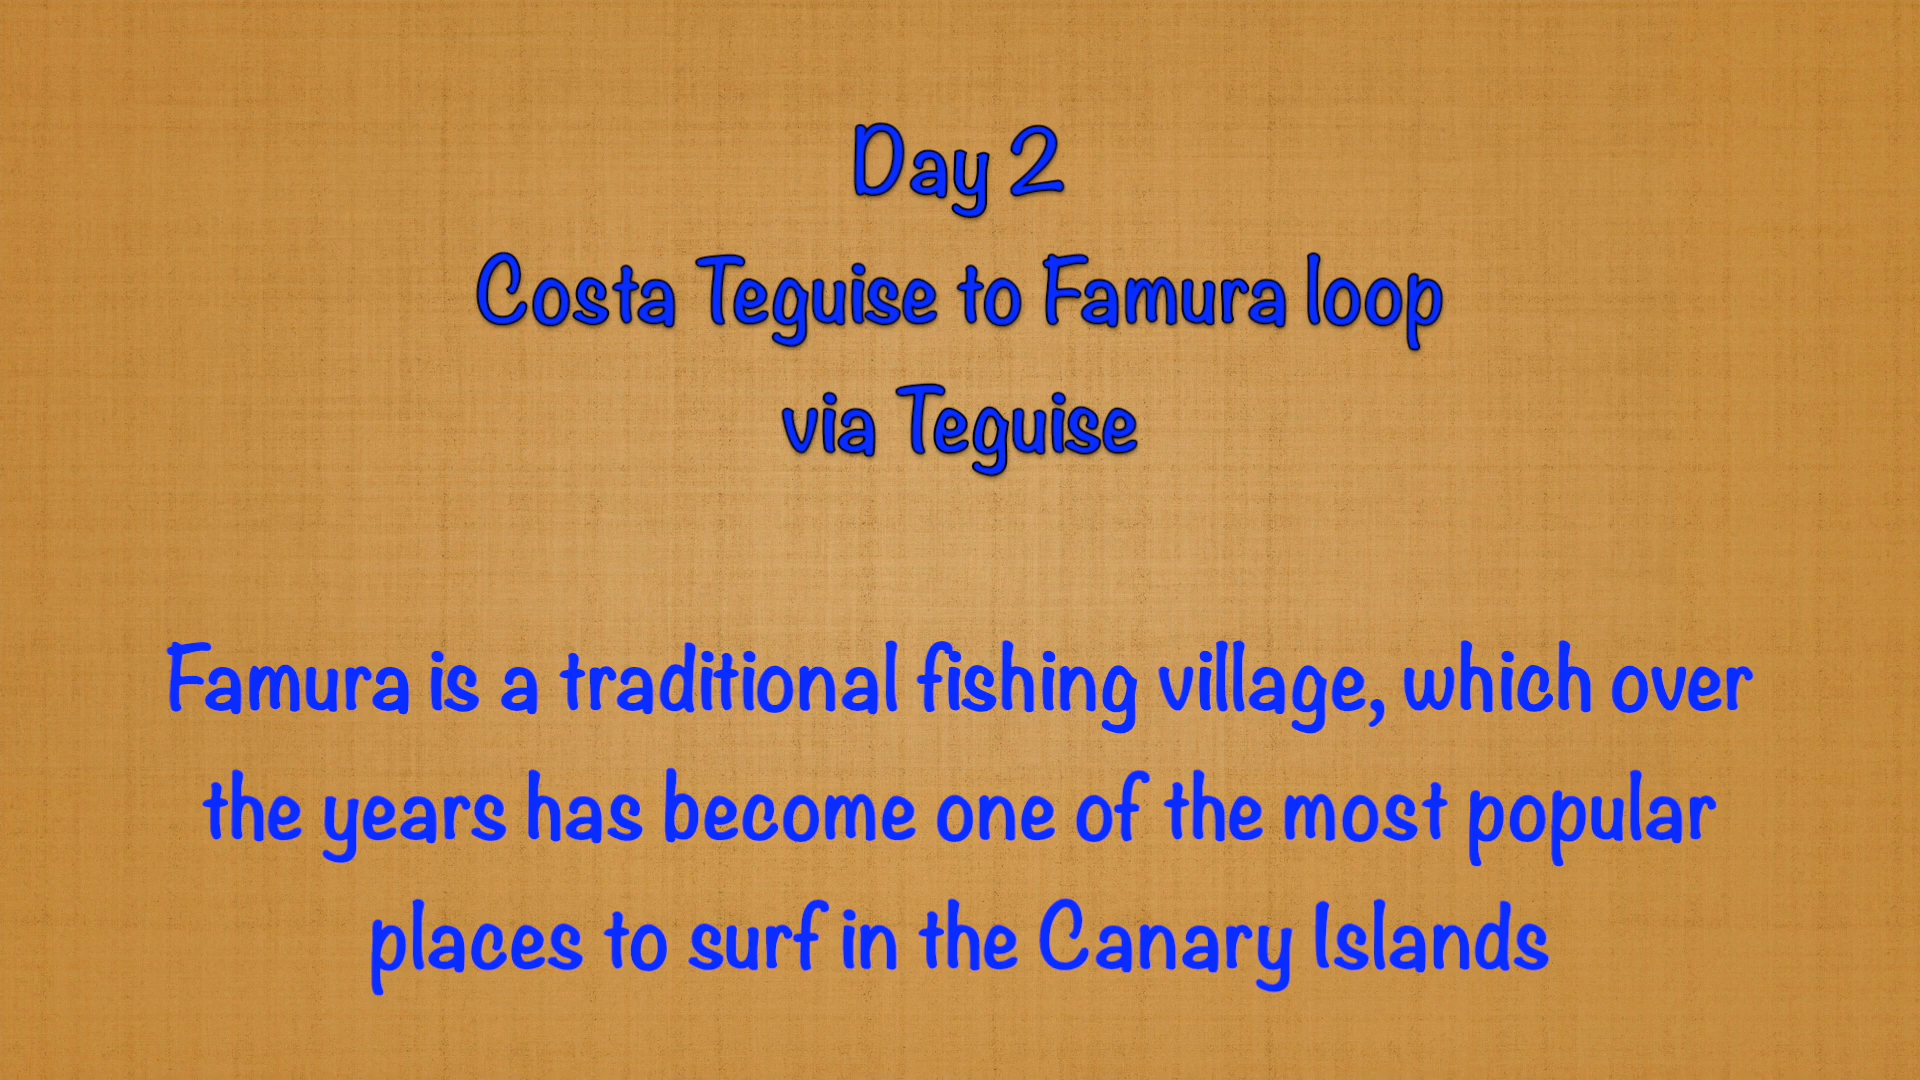 Day 2
Costa Teguise to Famura loop
via Teguise
Famura is a traditional fishing village, which over
the years has become one of the most popular
places to surf in the Canary Islands